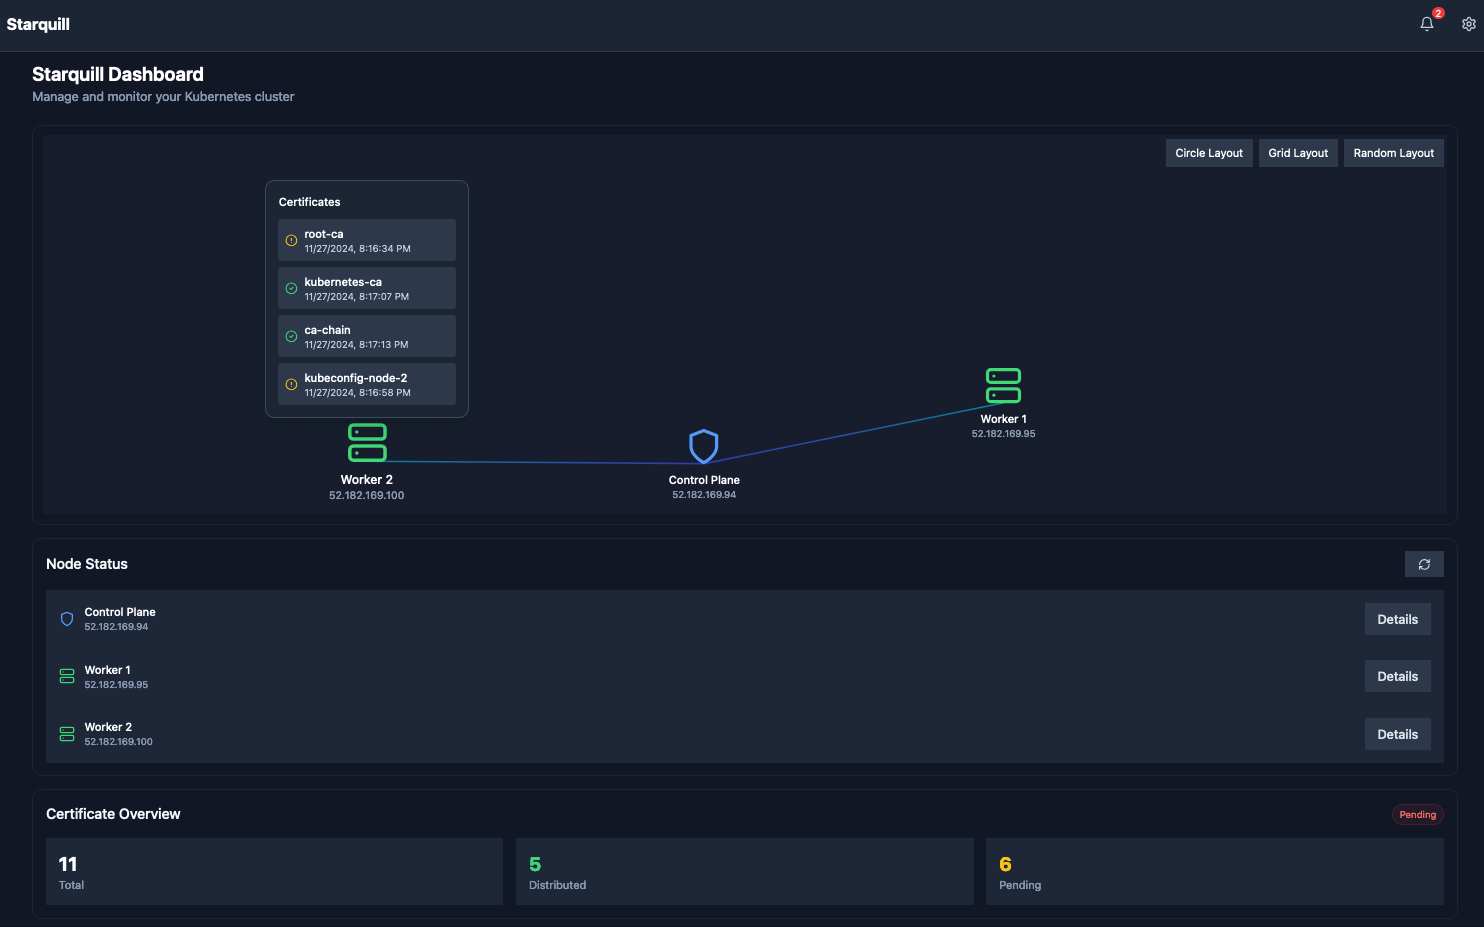 Starquill
2
Starquill Dashboard
Manage and monitor your Kubernetes cluster
Circle Layout
Grid Layout
Random Layout
Certificates
root-ca
11/27/2024, 8:16:34 PM
kubernetes-ca
11/27/2024, 8:17:07 PM
ca-chain
11/27/2024, 8:17:13 PM
kubeconfig-node-2
11/27/2024, 8:16:58 PM
Worker 2
52.182.169.100
Control Plane
52.182.169.94
Worker 1
52.182.169.95
Node Status
Control Plane
52.182.169.94
Details
Worker 1
52.182.169.95
Details
Worker 2
52.182.169.100
Details
Certificate Overview
Pending
11
Total
5
Distributed
6
Pending